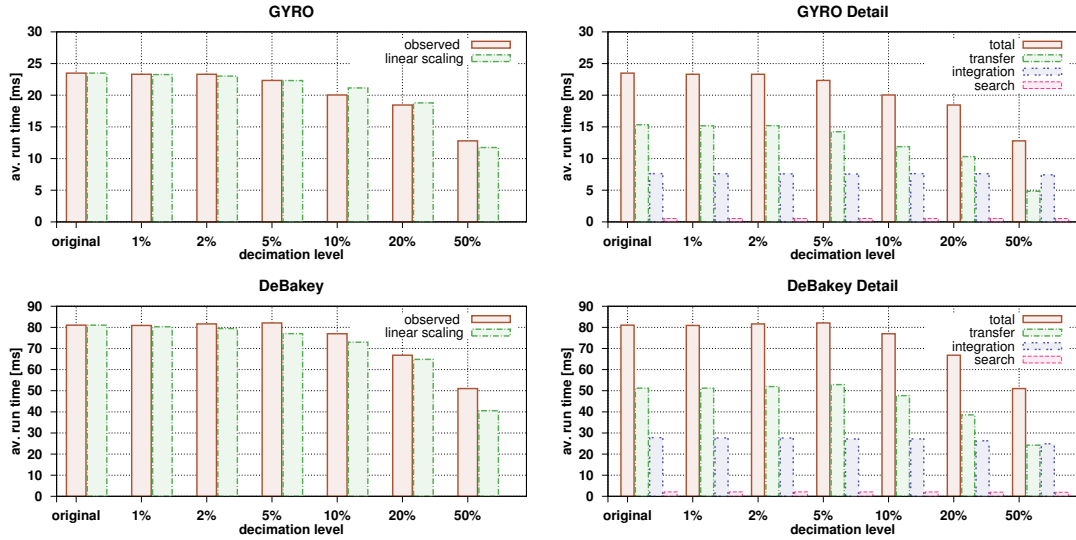 GYRO
30
25
20
15
10
5
0
av. run time [ms]
observed
linear scaling
original 1% 2% 5% 10% 20% 50%
decimation level
GYRO Detail
30
25
20
15
10
5
0
av. run time [ms]
total
transfer
integration
search
original 1% 2% 5% 10% 20% 50%
decimation level
DeBakey
90
80
70
60
50
40
30
20
10
0
av. run time [ms]
observed
linear scaling
original 1% 2% 5% 10% 20% 50%
decimation level
DeBakey Detail
90
80
70
60
50
40
30
20
10
0
av. run time [ms]
total
transfer
integration
search
original 1% 2% 5% 10% 20% 50%
decimation level